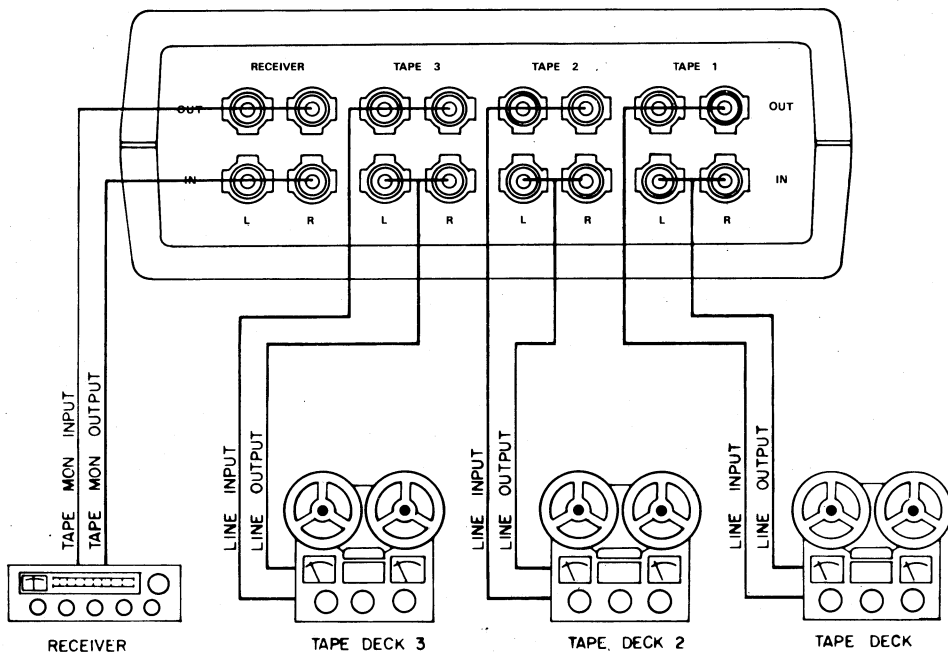 RECEIVER TAPE 3 TAPE 2 TAPE 1
OUT OUT
IN IN
L R L R L R L R
TAPE MON INPUT
TAPE MON OUTPUT
LINE INPUT
LINE OUTPUT
LINE INPUT
LINE OUTPUT
LINE INPUT
LINE OUTPUT
RECEIVER
TAPE DECK 3
TAPE DECK 2
TAPE DECK